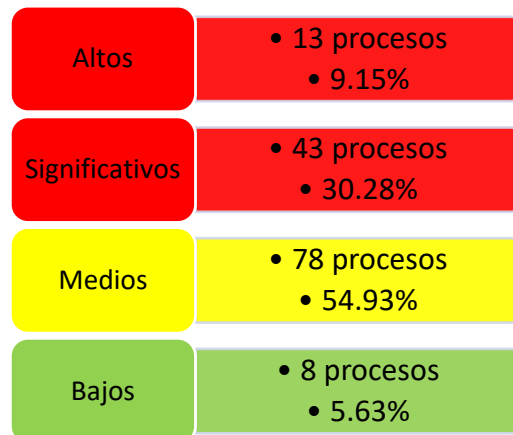 Altos
• 13 procesos
• 9.15%
Significativos
• 43 procesos
• 30.28%
Medios
• 78 procesos
• 54.93%
Bajos
• 8 procesos
• 5.63%